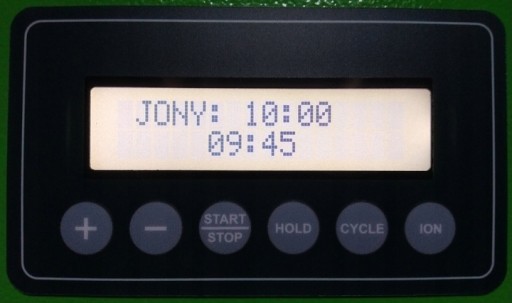 JONY: 10:00
09:45
+ − START STOP HOLD CYCLE ION